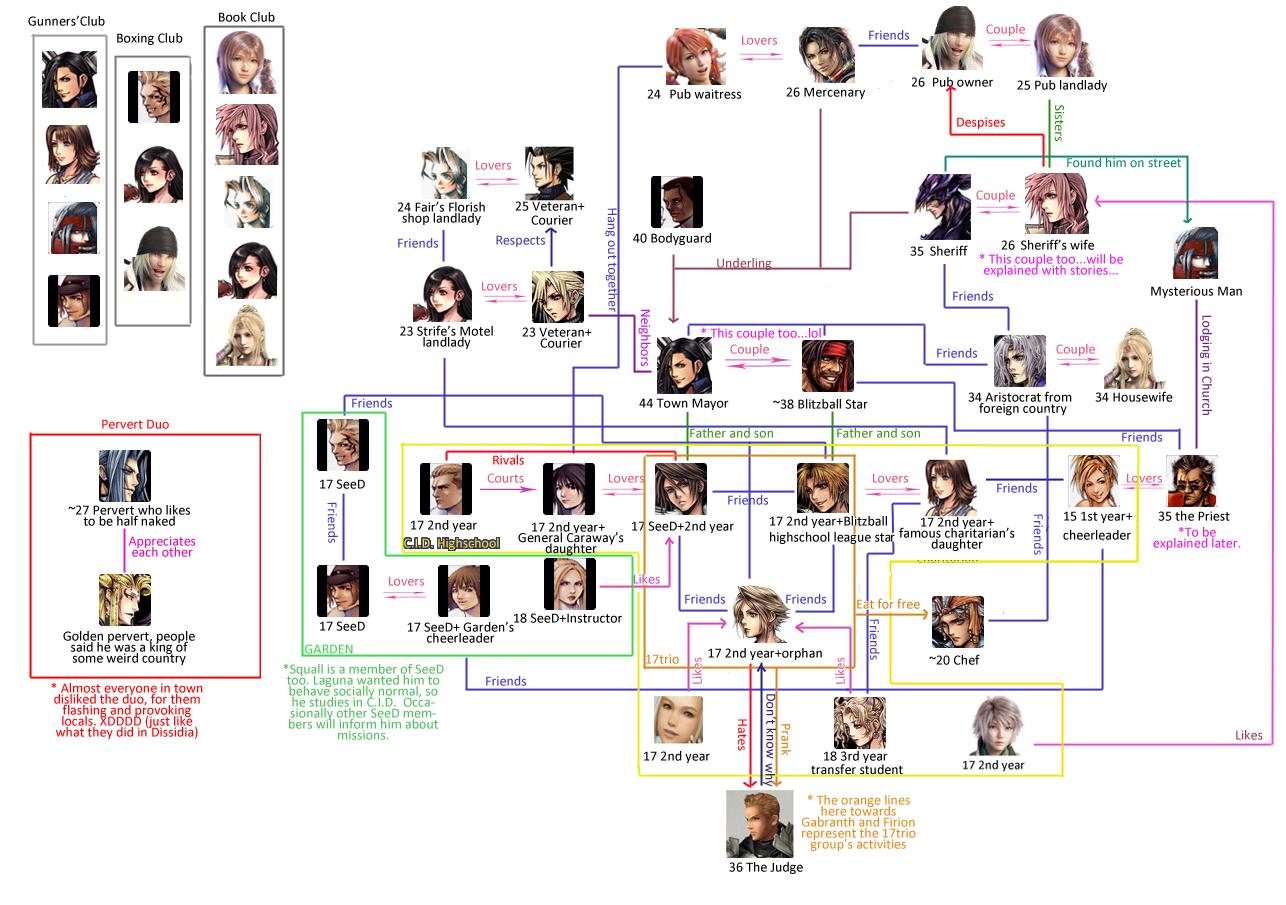 Gunners'Club
Boxing Club
Book Club
Lovers
Friends
Couple
24 Pub waitress
26 Mercenary
26 Pub owner
25 Pub landlady
Despises
Sisters
Found him on street
Lovers
24 Fair's Florish
shop landlady
25 Veteran+
Courier
Friends
Respects
Hang out together
40 Bodyguard
Underling
Couple
35 Sheriff
26 Sheriff's wife
* This couple too...will be
explained with stories...
Mysterious Man
Friends
Lovers
23 Strife's Motel
landlady
23 Veteran+
Courier
Neighbors
* This couple too...lol
Couple
Friends
Couple
Lodging in Church
44 Town Mayor
~38 Blitzball Star
34 Aristocrat from
foreign country
34 Housewife
Friends
Father and son
Father and son
Friends
Pervert Duo
~27 Pervert who likes
to be half naked
Appreciates
each other
Golden pervert, people
said he was a king of
some weird country
* Almost everyone in town
disliked the duo, for them
flashing and provoking
locals. XDDDD (just like
what they did in Dissidia)
17 SeeD
Friends
Rivals
Courts
Lovers
Friends
Lovers
Friends
Lovers
17 2nd year
17 2nd year+
General Caraway's
daughter
17 SeeD+2nd year
17 2nd year+Blitzball
highschool league star
17 2nd year+
famous charitarian's
daughter
15 1st year+
cheerleader
35 the Priest
*To be
explained later.
C.I.D. Highschool
Friends
Lovers
Likes
17 SeeD
17 SeeD+ Garden's
cheerleader
18 SeeD+Instructor
GARDEN
Friends
Friends
Friends
Eat for free
17 2nd year+orphan
17trio
~20 Chef
*Squall is a member of SeeD
too. Laguna wanted him to
behave socially normal, so
he studies in C.I.D. Occa-
sionally other SeeD mem-
bers will inform him about
missions.
Friends
Likes
Likes
Hates
Don't know why
Prank
17 2nd year
18 3rd year
transfer student
17 2nd year
Likes
36 The Judge
* The orange lines
here towards
Gabranth and Firion
represent the 17trio
group's activities